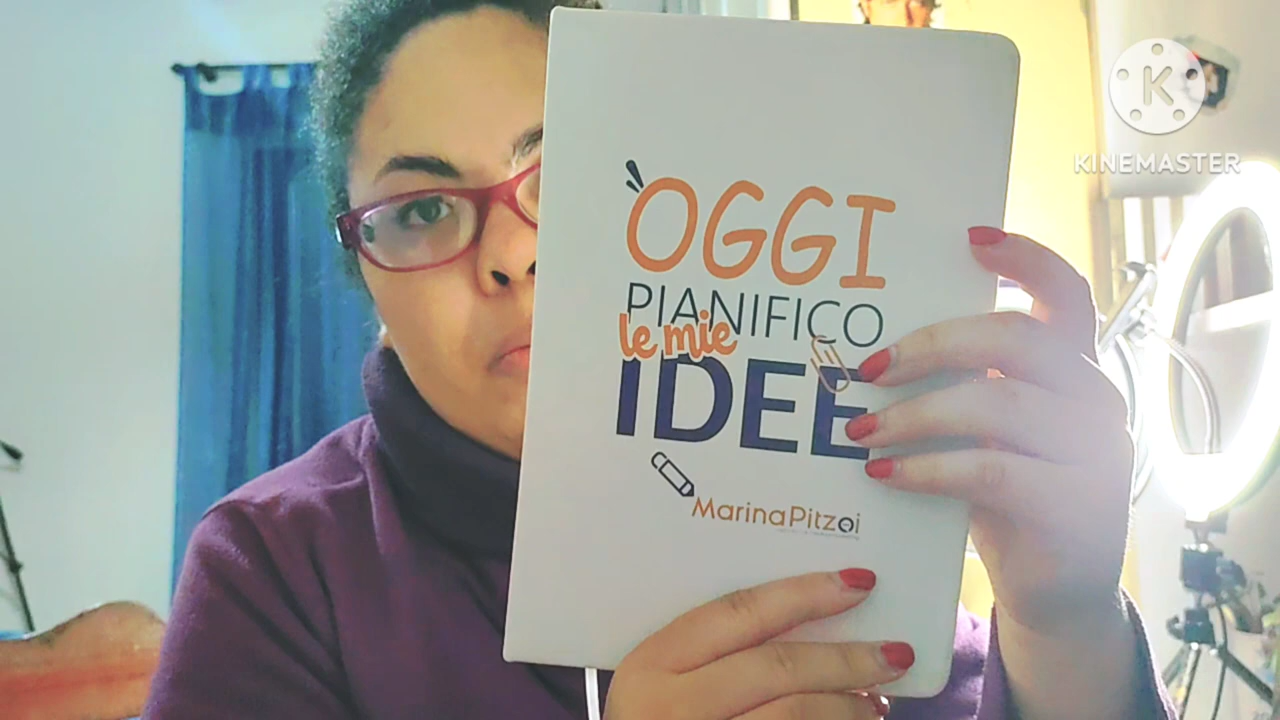 OGGI
PIANIFICO
le mie
IDEE
MarinaPitzoi
K
KINEMASTER